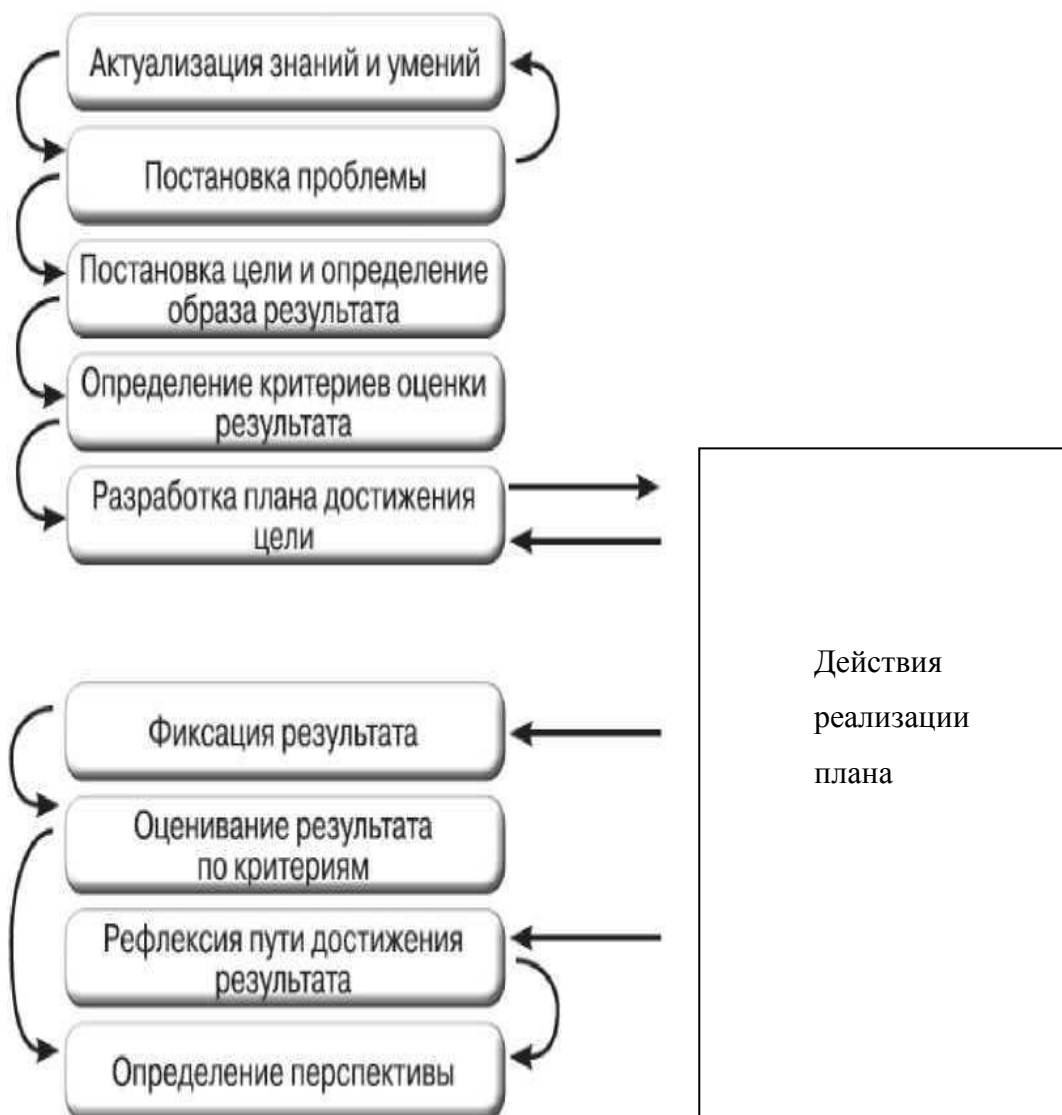 Актуализация знаний и умений
Постановка проблемы
Постановка цели и определение
образа результата
Определение критериев оценки
результата
Разработка плана достижения
цели
Действия
реализации
плана
Фиксация результата
Оценивание результата
по критериям
Рефлексия пути достижения
результата
Определение перспективы